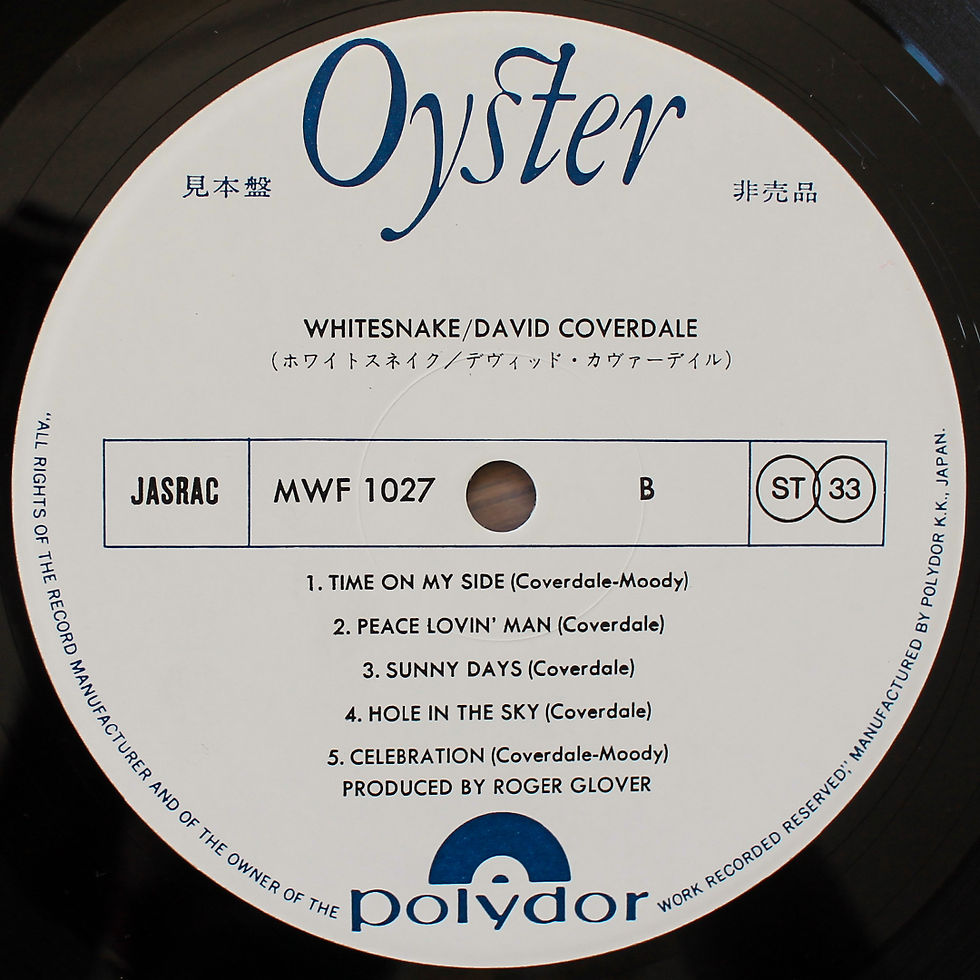 Oyster
見本盤
非売品
WHITESNAKE/DAVID COVERDALE
(ホワイトスネイク/デヴィッド・カヴァーデイル)
JASRAC
MWF 1027
B
ST 33
1. TIME ON MY SIDE (Coverdale-Moody)
2. PEACE LOVIN' MAN (Coverdale)
3. SUNNY DAYS (Coverdale)
4. HOLE IN THE SKY (Coverdale)
5. CELEBRATION (Coverdale-Moody)
PRODUCED BY ROGER GLOVER
polydor
"ALL RIGHTS OF THE RECORD MANUFACTURER AND OF THE OWNER OF THE WORK RECORDED RESERVED," MANUFACTURED BY POLYDOR K.K., JAPAN.